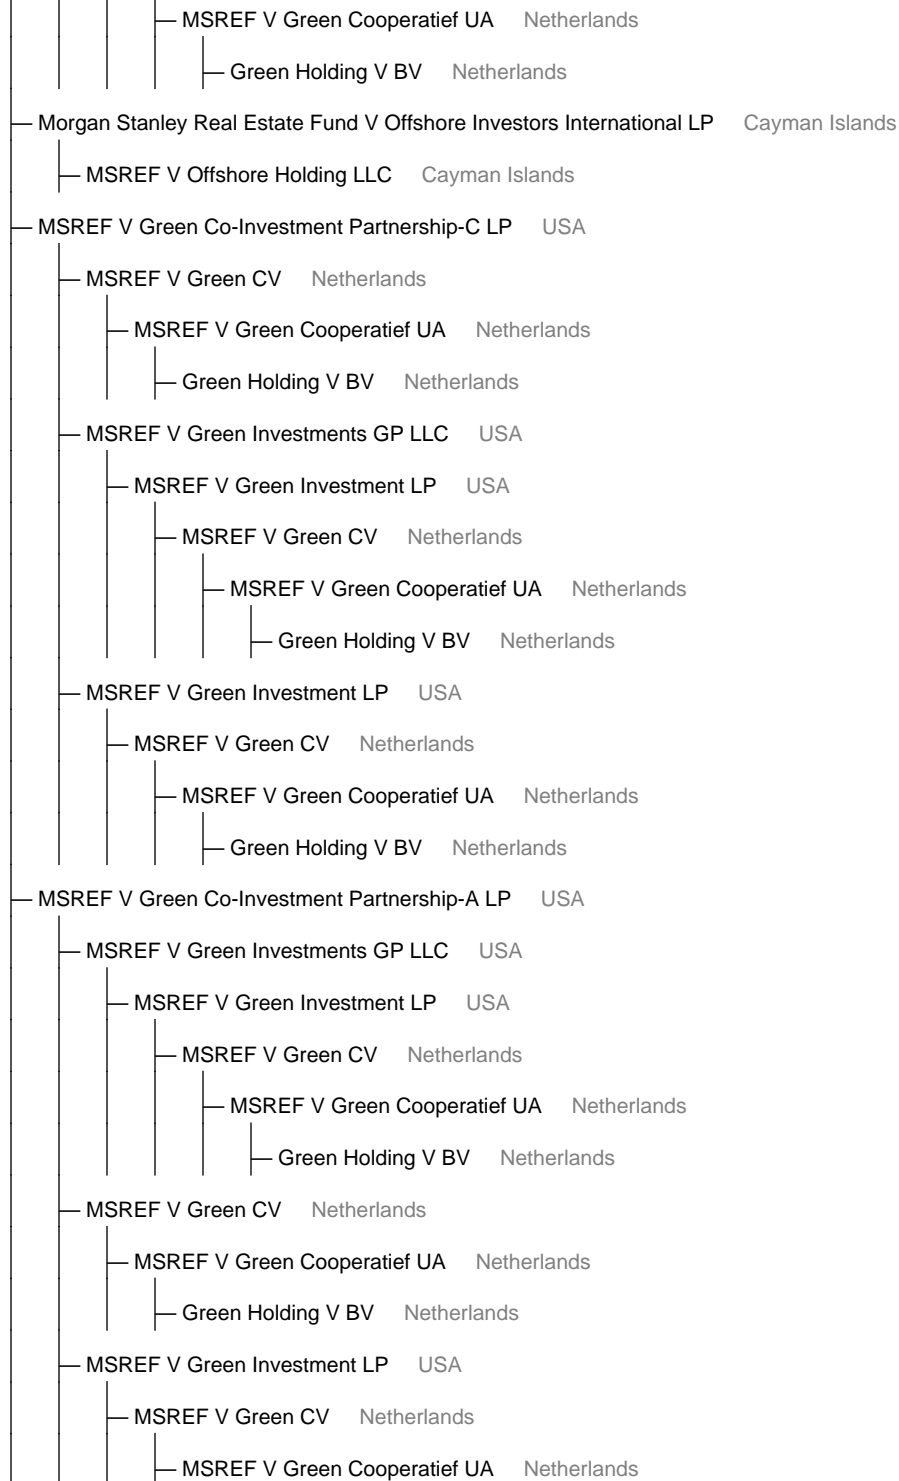 MSREF V Green Cooperatief UA Netherlands
Green Holding V BV Netherlands
Morgan Stanley Real Estate Fund V Offshore Investors International LP Cayman Islands
MSREF V Offshore Holding LLC Cayman Islands
MSREF V Green Co-Investment Partnership-C LP USA
MSREF V Green CV Netherlands
MSREF V Green Cooperatief UA Netherlands
Green Holding V BV Netherlands
MSREF V Green Investments GP LLC USA
MSREF V Green Investment LP USA
MSREF V Green CV Netherlands
MSREF V Green Cooperatief UA Netherlands
Green Holding V BV Netherlands
MSREF V Green Investment LP USA
MSREF V Green CV Netherlands
MSREF V Green Cooperatief UA Netherlands
Green Holding V BV Netherlands
MSREF V Green Co-Investment Partnership-A LP USA
MSREF V Green Investments GP LLC USA
MSREF V Green Investment LP USA
MSREF V Green CV Netherlands
MSREF V Green Cooperatief UA Netherlands
Green Holding V BV Netherlands
MSREF V Green CV Netherlands
MSREF V Green Cooperatief UA Netherlands
Green Holding V BV Netherlands
MSREF V Green Investment LP USA
MSREF V Green CV Netherlands
MSREF V Green Cooperatief UA Netherlands